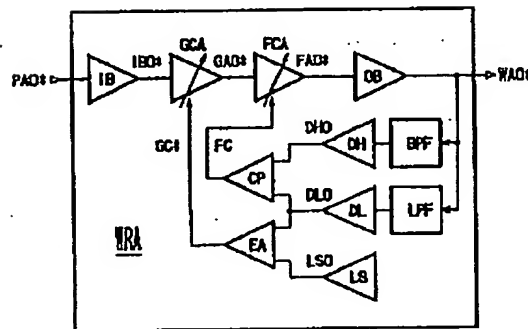 GCA FCA
PAO$ IB IBO$ GAO$ FAO$ OB WAO$
GC$ FC DHO DH BPF
CP
DLO DL LPF
EA
WRA LSO LS